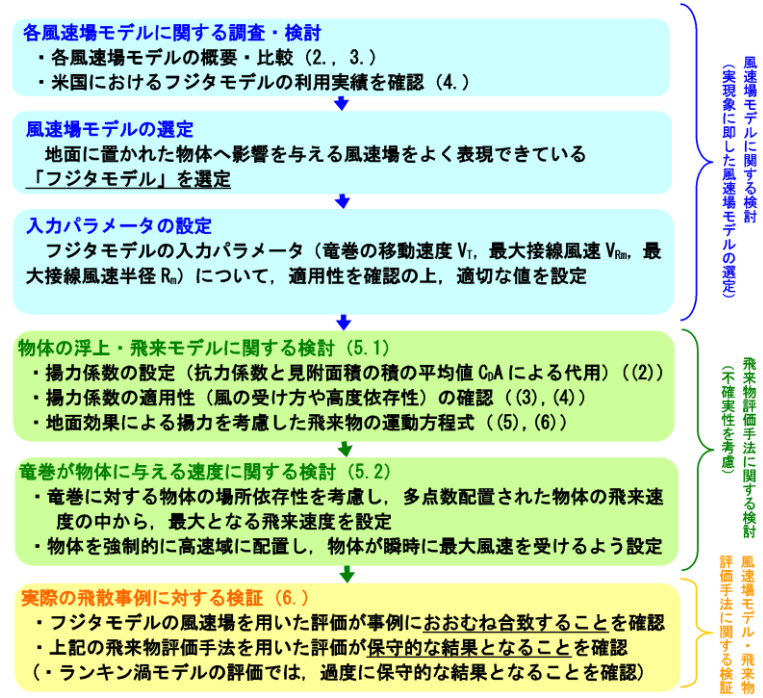 各風速場モデルに関する調査・検討
・各風速場モデルの概要・比較（2.，3.）
・米国におけるフジタモデルの利用実績を確認（4.）
風速場モデルの選定
地面に置かれた物体へ影響を与える風速場をよく表現できている
「フジタモデル」を選定
入力パラメータの設定
フジタモデルの入力パラメータ（竜巻の移動速度 VT，最大接線風速 VRm，最
大接線風速半径 Rm）について，適用性を確認の上，適切な値を設定
風速場モデルに関する検討
（実現象に即した風速場モデルの選定）
物体の浮上・飛来モデルに関する検討（5.1）
・揚力係数の設定（抗力係数と見附面積の積の平均値 CDA による代用）（(2)）
・揚力係数の適用性（風の受け方や高度依存性）の確認（(3),(4)）
・地面効果による揚力を考慮した飛来物の運動方程式（(5),(6)）
竜巻が物体に与える速度に関する検討（5.2）
・竜巻に対する物体の場所依存性を考慮し，多点数配置された物体の飛来速
度の中から，最大となる飛来速度を設定
・物体を強制的に高速域に配置し，物体が瞬時に最大風速を受けるよう設定
飛来物評価手法に関する検討
（不確実性を考慮）
実際の飛散事例に対する検証（6.）
・フジタモデルの風速場を用いた評価が事例におおむね合致することを確認
・上記の飛来物評価手法を用いた評価が保守的な結果となることを確認
（・ランキン渦モデルの評価では，過度に保守的な結果となることを確認）
風速場モデル・飛来物
評価手法に関する検証